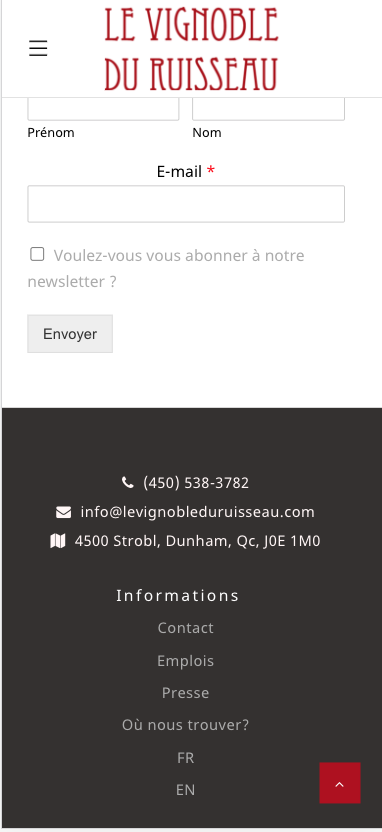 LE VIGNOBLE
DU RUISSEAU
Prénom
Nom
E-mail *
Voulez-vous vous abonner à notre
newsletter ?
Envoyer
(450) 538-3782
info@levignobleduruisseau.com
4500 Strobl, Dunham, Qc, J0E 1M0
Informations
Contact
Emplois
Presse
Où nous trouver?
FR
EN